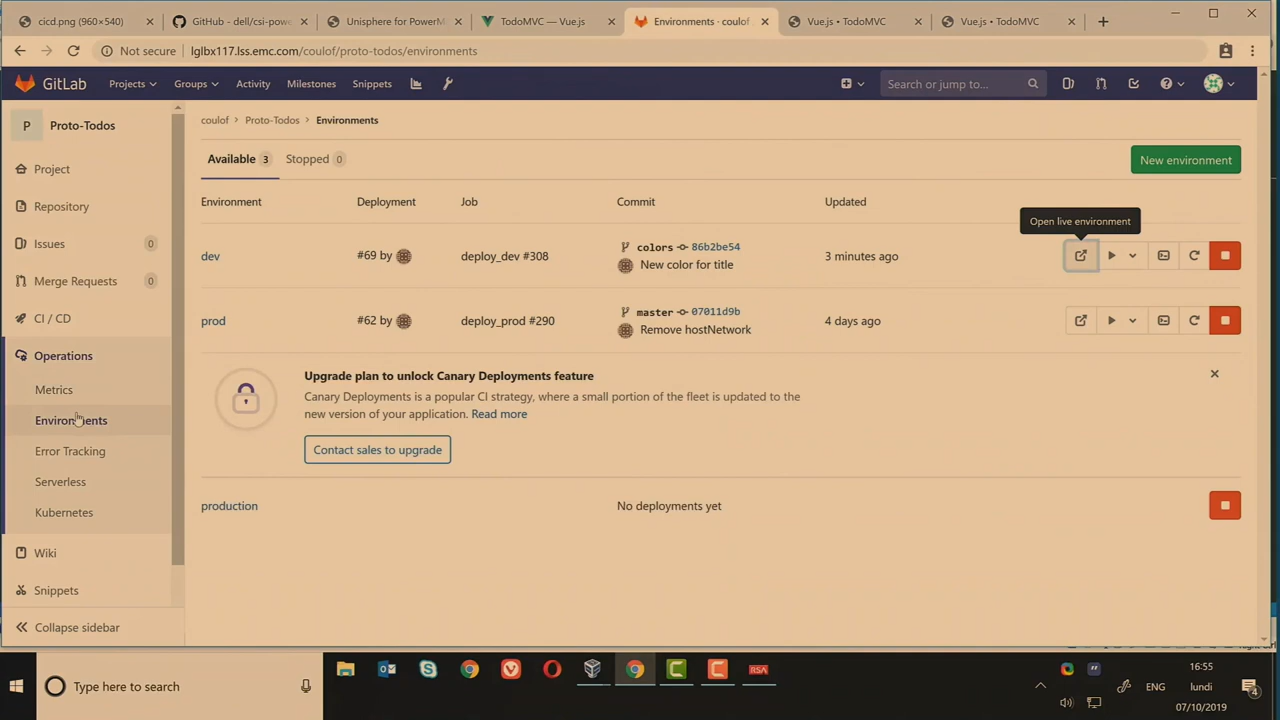 cicd.png (960×540)
GitHub - dell/csi-pow
Unisphere for PowerM
TodoMVC — Vue.js
Environments · coulof
Vue.js • TodoMVC
Vue.js • TodoMVC
Not secure
lglbx117.lss.emc.com/coulof/proto-todos/environments
GitLab
Projects
Groups
Activity
Milestones
Snippets
Search or jump to...
P
Proto-Todos
coulof
Proto-Todos
Environments
Project
Repository
Issues
0
Merge Requests
0
CI / CD
Operations
Metrics
Environments
Error Tracking
Serverless
Kubernetes
Wiki
Snippets
Collapse sidebar
Available 3
Stopped 0
New environment
Environment
Deployment
Job
Commit
Updated
Open live environment
dev
#69 by
deploy_dev #308
colors
86b2be54
New color for title
3 minutes ago
prod
#62 by
deploy_prod #290
master
07011d9b
Remove hostNetwork
4 days ago
Upgrade plan to unlock Canary Deployments feature
Canary Deployments is a popular CI strategy, where a small portion of the fleet is updated to the
new version of your application. Read more
Contact sales to upgrade
production
No deployments yet
Type here to search
RSA
ENG
16:55
lundi
07/10/2019
4